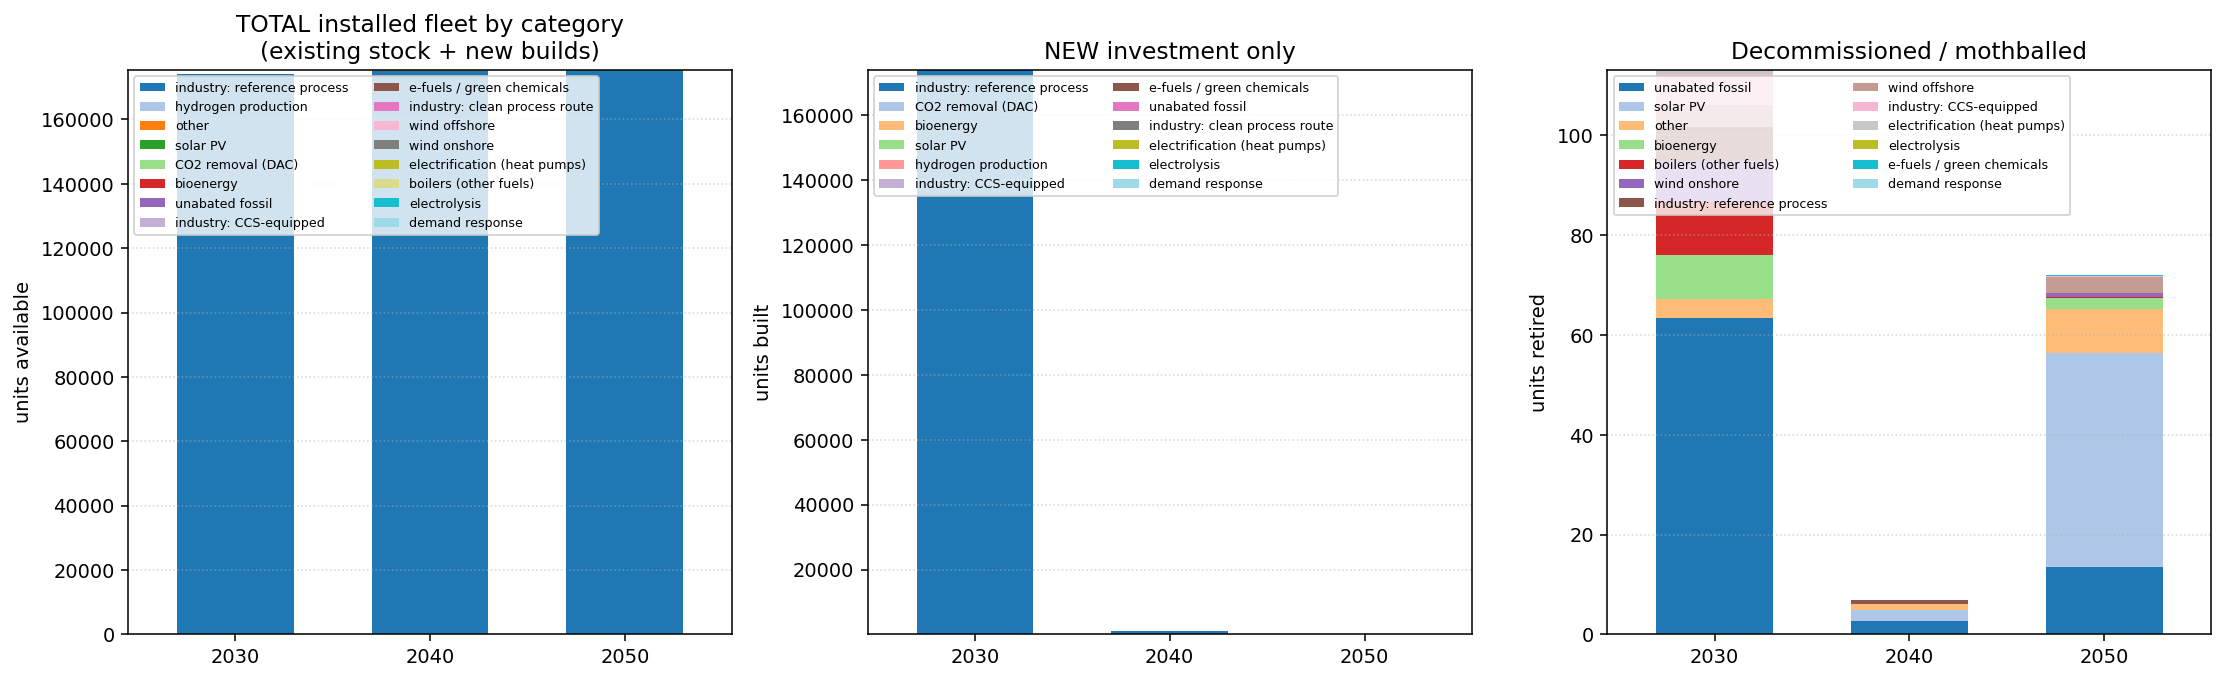 TOTAL installed fleet by category
(existing stock + new builds)
units available
160000
140000
120000
100000
80000
60000
40000
20000
0
2030
2040
2050
industry: reference process
hydrogen production
other
solar PV
CO2 removal (DAC)
bioenergy
unabated fossil
industry: CCS-equipped
e-fuels / green chemicals
industry: clean process route
wind offshore
wind onshore
electrification (heat pumps)
boilers (other fuels)
electrolysis
demand response
NEW investment only
units built
160000
140000
120000
100000
80000
60000
40000
20000
2030
2040
2050
industry: reference process
CO2 removal (DAC)
bioenergy
solar PV
hydrogen production
industry: CCS-equipped
e-fuels / green chemicals
unabated fossil
industry: clean process route
electrification (heat pumps)
electrolysis
demand response
Decommissioned / mothballed
units retired
100
80
60
40
20
0
2030
2040
2050
unabated fossil
solar PV
other
bioenergy
boilers (other fuels)
wind onshore
industry: reference process
wind offshore
industry: CCS-equipped
electrification (heat pumps)
electrolysis
e-fuels / green chemicals
demand response